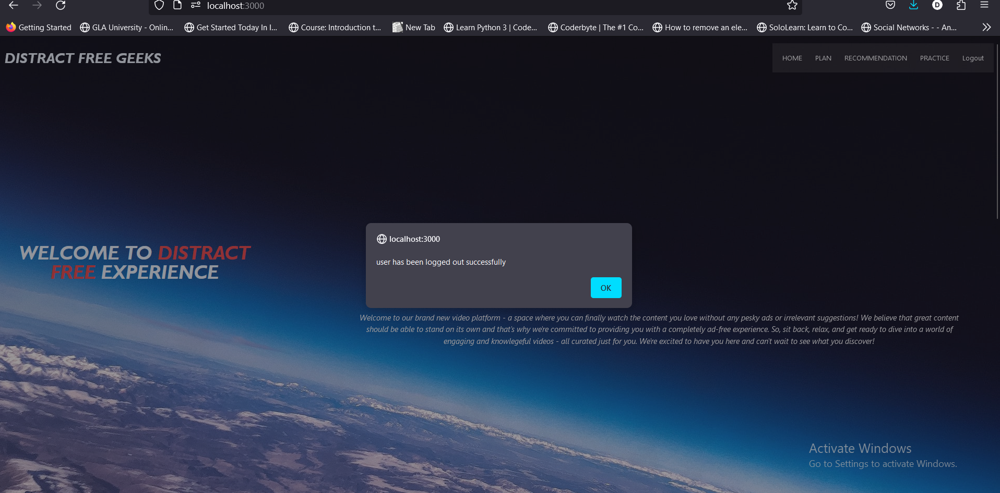 localhost:3000
Getting Started GLA University - Onlin... Get Started Today In I... Course: Introduction t... New Tab Learn Python 3 | Code... Coderbyte | The #1 Co... How to remove an ele... SoloLearn: Learn to Co... Social Networks - - An...
DISTRACT FREE GEEKS
HOME PLAN RECOMMENDATION PRACTICE Logout
localhost:3000
user has been logged out successfully
OK
WELCOME TO DISTRACT
FREE EXPERIENCE
Welcome to our brand new video platform - a space where you can finally watch the content you love without any pesky ads or irrelevant suggestions! We believe that great content
should be able to stand on its own and that's why we're committed to providing you with a completely ad-free experience. So, sit back, relax, and get ready to dive into a world of
engaging and knowlegeful videos - all curated just for you. We're excited to have you here and can't wait to see what you discover!
Activate Windows
Go to Settings to activate Windows.